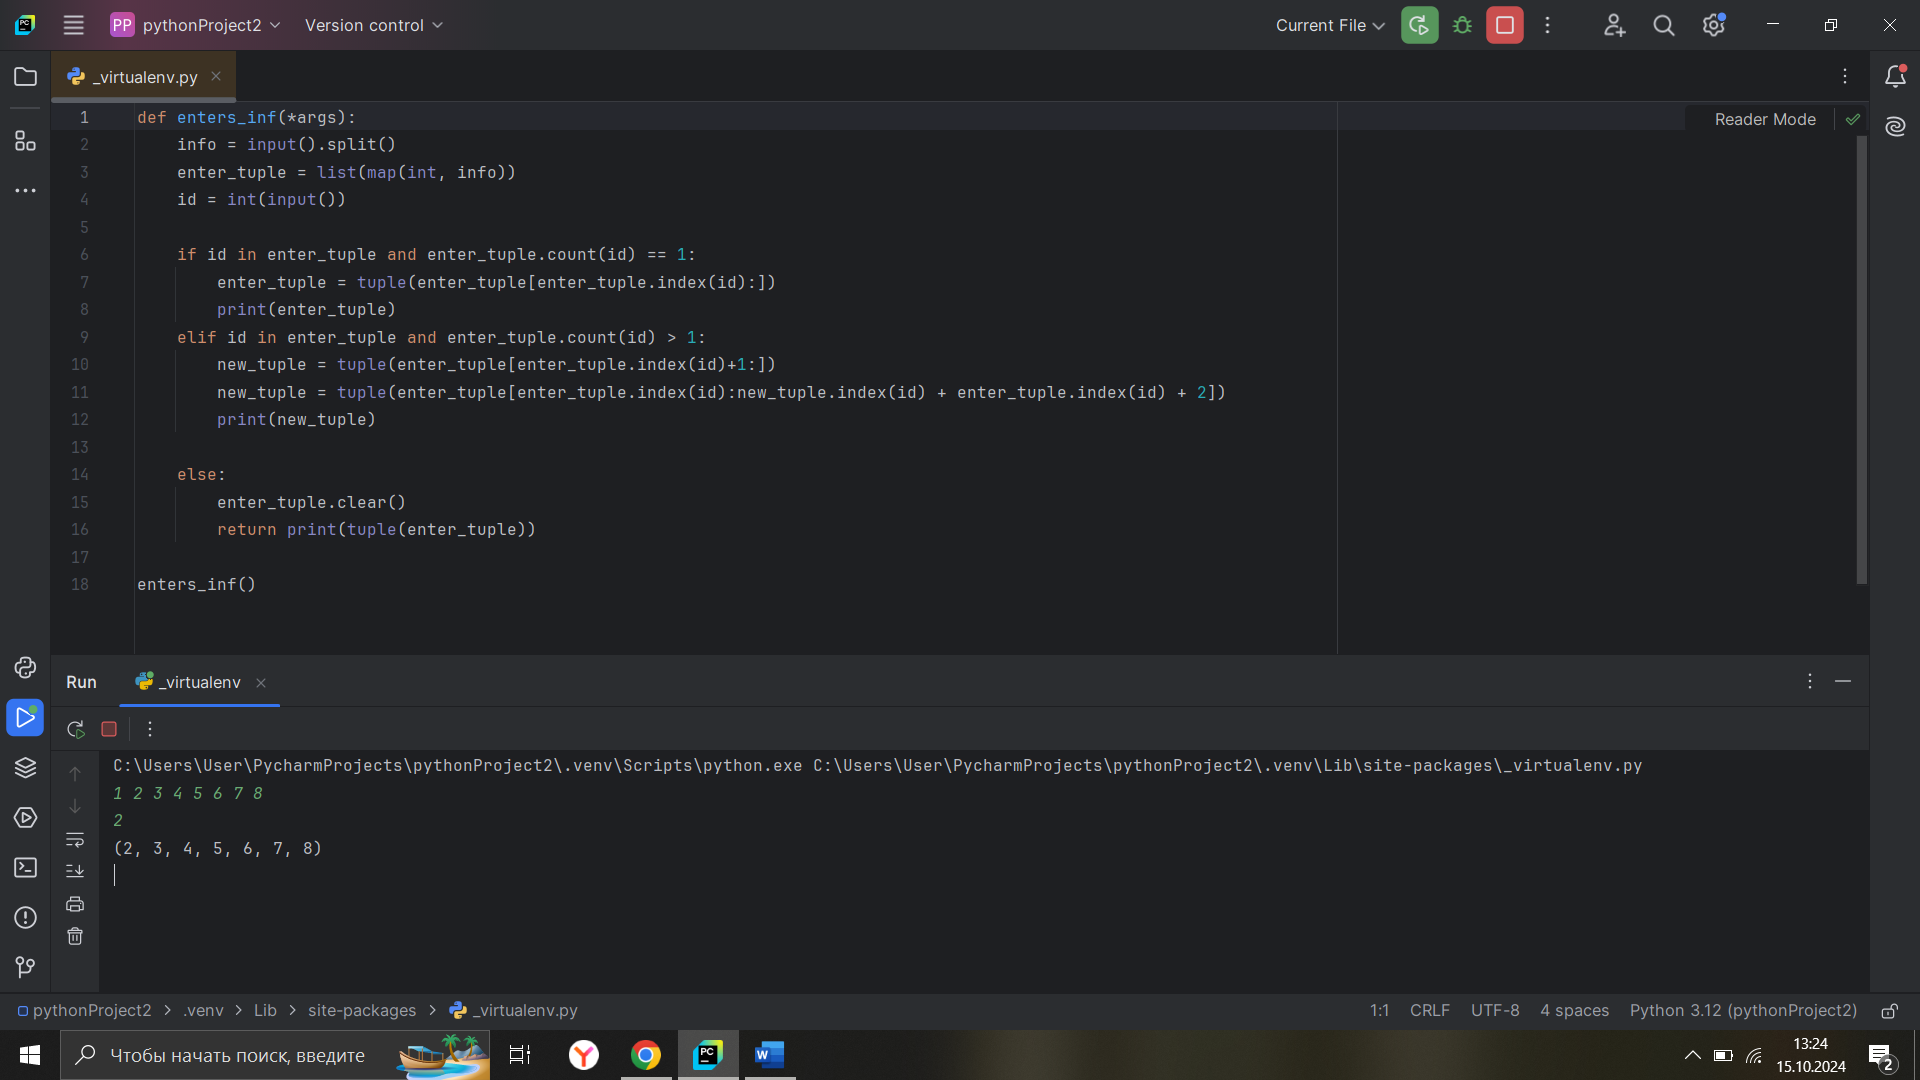 PP pythonProject2 Version control Current File
_virtualenv.py
Reader Mode
1 def enters_inf(*args):
2 info = input().split()
3 enter_tuple = list(map(int, info))
4 id = int(input())
5
6 if id in enter_tuple and enter_tuple.count(id) == 1:
7 enter_tuple = tuple(enter_tuple[enter_tuple.index(id):])
8 print(enter_tuple)
9 elif id in enter_tuple and enter_tuple.count(id) > 1:
10 new_tuple = tuple(enter_tuple[enter_tuple.index(id)+1:])
11 new_tuple = tuple(enter_tuple[enter_tuple.index(id):new_tuple.index(id) + enter_tuple.index(id) + 2])
12 print(new_tuple)
13
14 else:
15 enter_tuple.clear()
16 return print(tuple(enter_tuple))
17
18 enters_inf()
Run _virtualenv
C:\Users\User\PycharmProjects\pythonProject2\.venv\Scripts\python.exe C:\Users\User\PycharmProjects\pythonProject2\.venv\Lib\site-packages\_virtualenv.py
1 2 3 4 5 6 7 8
2
(2, 3, 4, 5, 6, 7, 8)
pythonProject2 > .venv > Lib > site-packages > _virtualenv.py 1:1 CRLF UTF-8 4 spaces Python 3.12 (pythonProject2)
Чтобы начать поиск, введите
13:24
15.10.2024
2